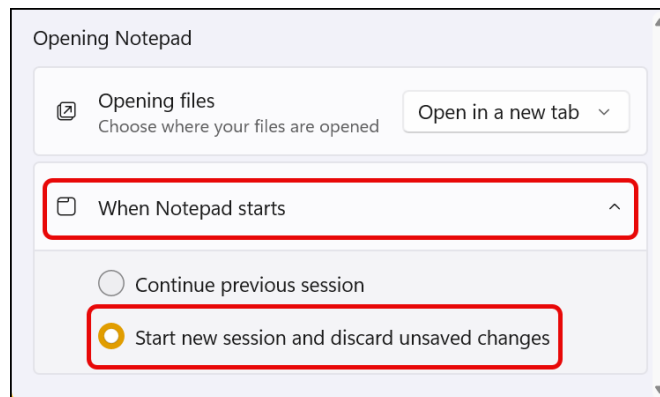 Opening Notepad
Opening files
Choose where your files are opened
Open in a new tab
When Notepad starts
Continue previous session
Start new session and discard unsaved changes